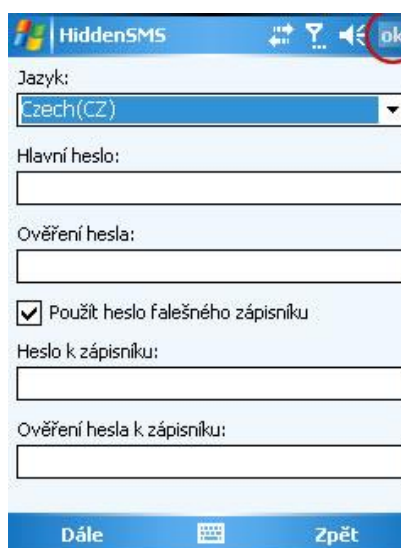 HiddenSMS ok
Jazyk:
Czech(CZ)
Hlavní heslo:
Ověření hesla:
Použít heslo falešného zápisníku
Heslo k zápisníku:
Ověření hesla k zápisníku:
Dále Zpět